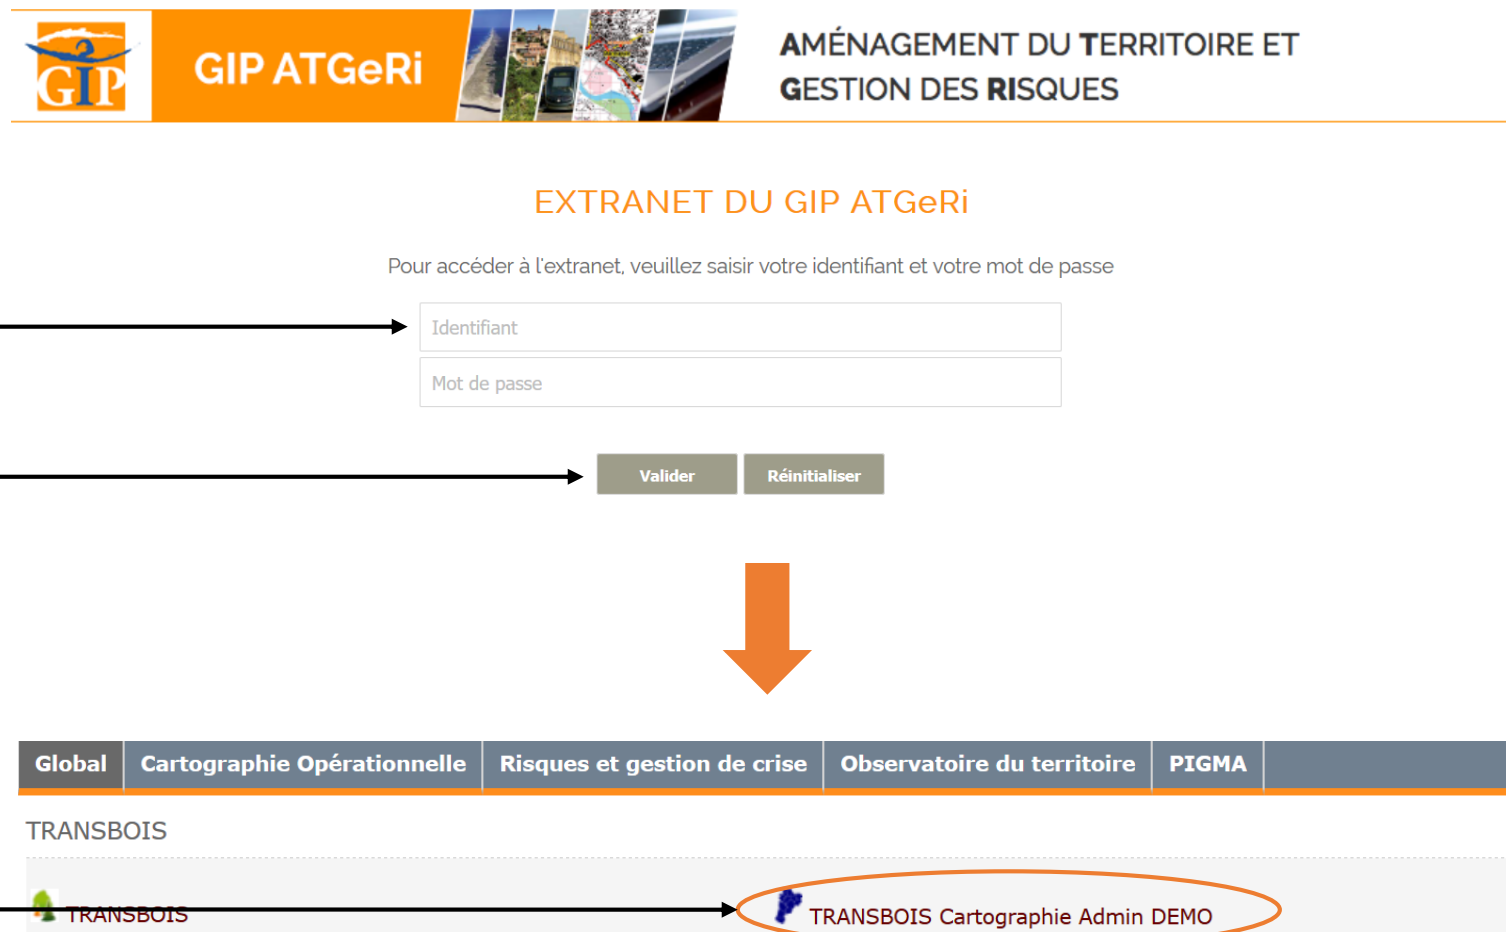 GIP
GIP ATGeRi
AMÉNAGEMENT DU TERRITOIRE ET
GESTION DES RISQUES
EXTRANET DU GIP ATGeRi
Pour accéder à l'extranet, veuillez saisir votre identifiant et votre mot de passe
Identifiant
Mot de passe
Valider Réinitialiser
Global Cartographie Opérationnelle Risques et gestion de crise Observatoire du territoire PIGMA
TRANSBOIS
TRANSBOIS TRANSBOIS Cartographie Admin DEMO